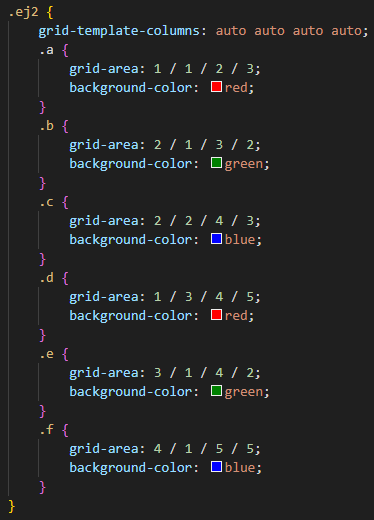 .ej2 {
grid-template-columns: auto auto auto auto;
.a {
grid-area: 1 / 1 / 2 / 3;
background-color: red;
}
.b {
grid-area: 2 / 1 / 3 / 2;
background-color: green;
}
.c {
grid-area: 2 / 2 / 4 / 3;
background-color: blue;
}
.d {
grid-area: 1 / 3 / 4 / 5;
background-color: red;
}
.e {
grid-area: 3 / 1 / 4 / 2;
background-color: green;
}
.f {
grid-area: 4 / 1 / 5 / 5;
background-color: blue;
}
}